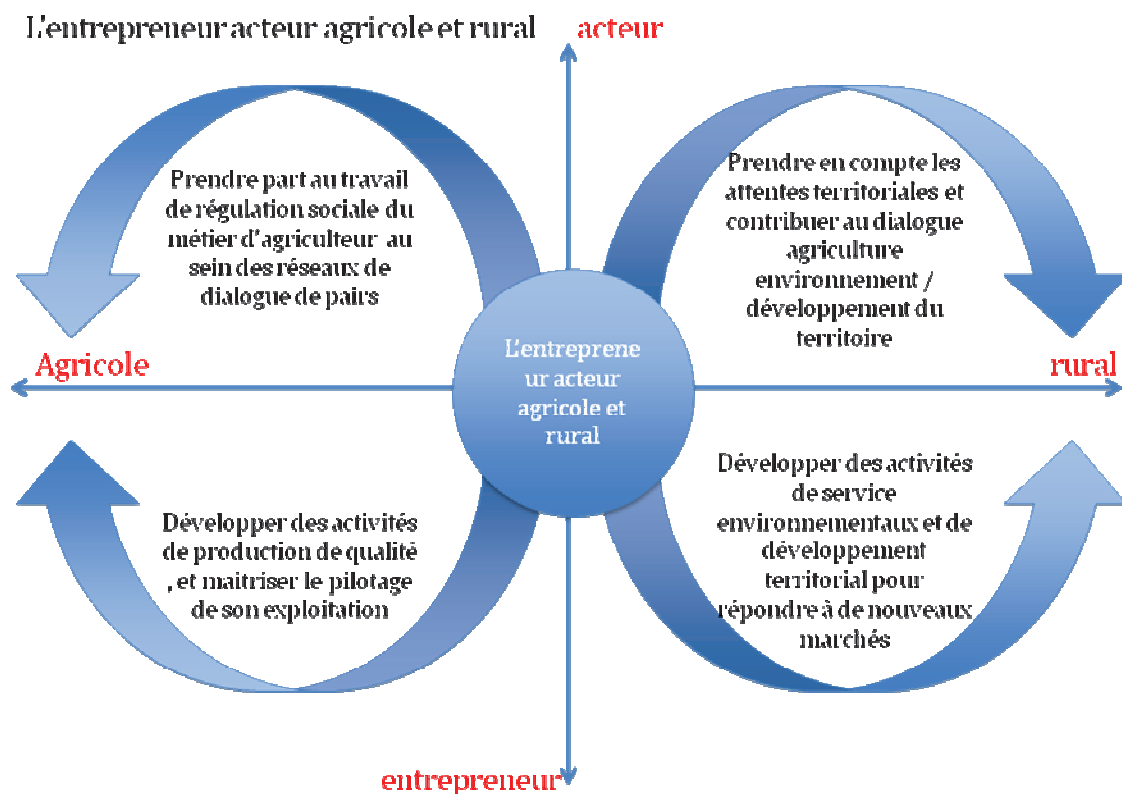 L'entrepreneur acteur agricole et rural
acteur
Prendre part au travail
de régulation sociale du
métier d'agriculteur au
sein des réseaux de
dialogue de pairs
Prendre en compte les
attentes territoriales et
contribuer au dialogue
agriculture
environnement /
développement du
territoire
Agricole
L'entreprene
ur acteur
agricole et
rural
rural
Développer des activités
de production de qualité
, et maitriser le pilotage
de son exploitation
Développer des activités
de service
environnementaux et de
développement
territorial pour
répondre à de nouveaux
marchés
entrepreneur